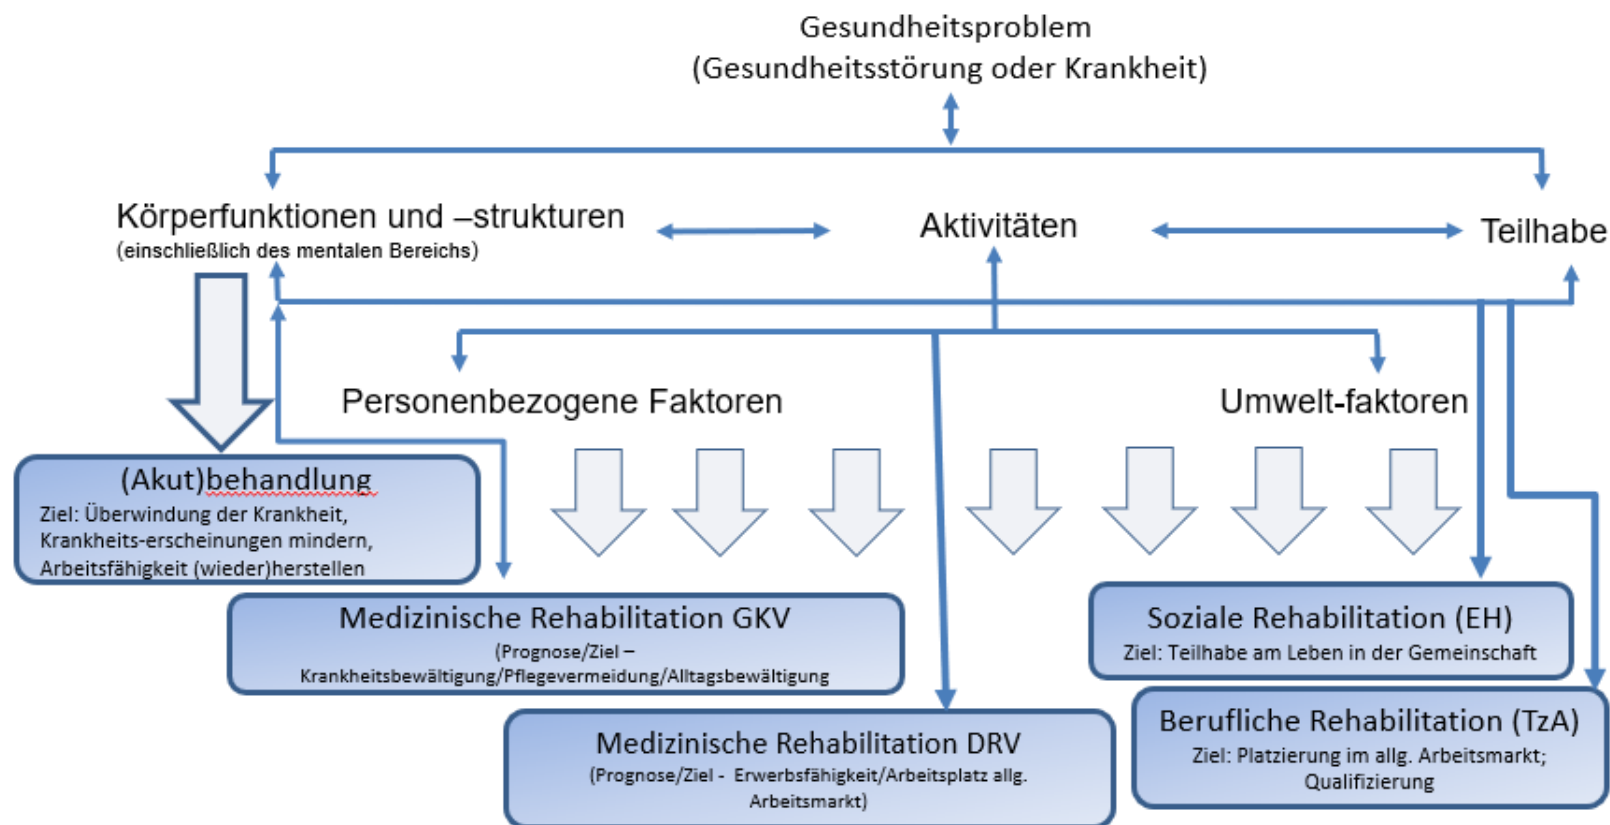 Gesundheitsproblem
(Gesundheitsstörung oder Krankheit)
Körperfunktionen und –strukturen
(einschließlich des mentalen Bereichs)
Aktivitäten
Teilhabe
Personenbezogene Faktoren
Umwelt-faktoren
(Akut)behandlung
Ziel: Überwindung der Krankheit,
Krankheits-erscheinungen mindern,
Arbeitsfähigkeit (wieder)herstellen
Medizinische Rehabilitation GKV
(Prognose/Ziel –
Krankheitsbewältigung/Pflegevermeidung/Alltagsbewältigung
Soziale Rehabilitation (EH)
Ziel: Teilhabe am Leben in der Gemeinschaft
Medizinische Rehabilitation DRV
(Prognose/Ziel - Erwerbsfähigkeit/Arbeitsplatz allg.
Arbeitsmarkt)
Berufliche Rehabilitation (TzA)
Ziel: Platzierung im allg. Arbeitsmarkt;
Qualifizierung